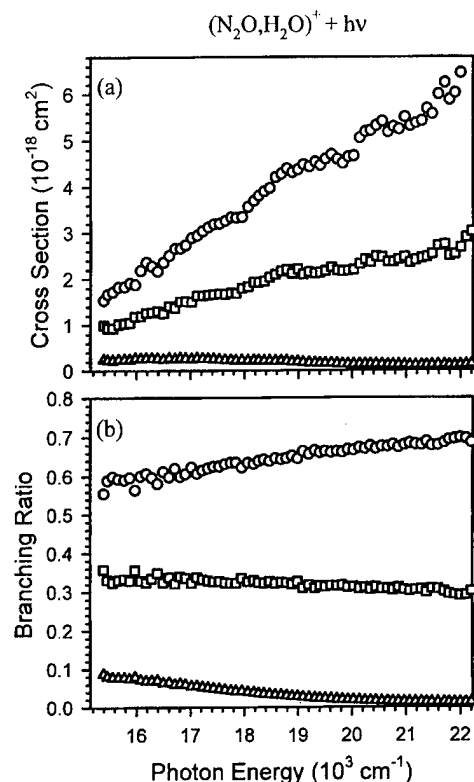 (N₂O,H₂O)⁺ + hν
(a)
6
5
4
3
2
1
0
Cross Section (10⁻¹⁸ cm²)
(b)
0.8
0.7
0.6
0.5
0.4
0.3
0.2
0.1
0.0
Branching Ratio
16 17 18 19 20 21 22
Photon Energy (10³ cm⁻¹)